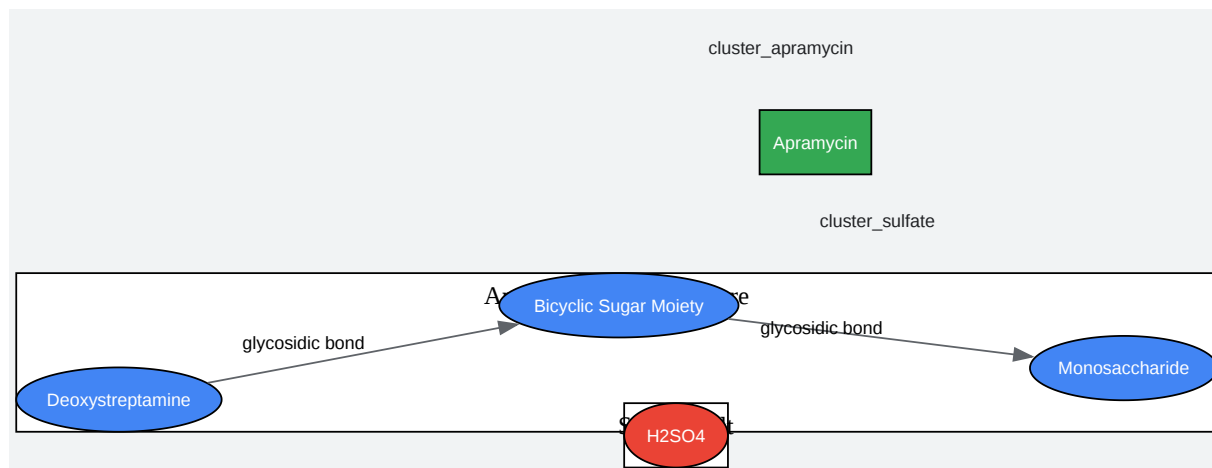 cluster_apramycin
Apramycin
cluster_sulfate
Bicyclic Sugar Moiety
glycosidic bond
glycosidic bond
Monosaccharide
Deoxystreptamine
H2SO4